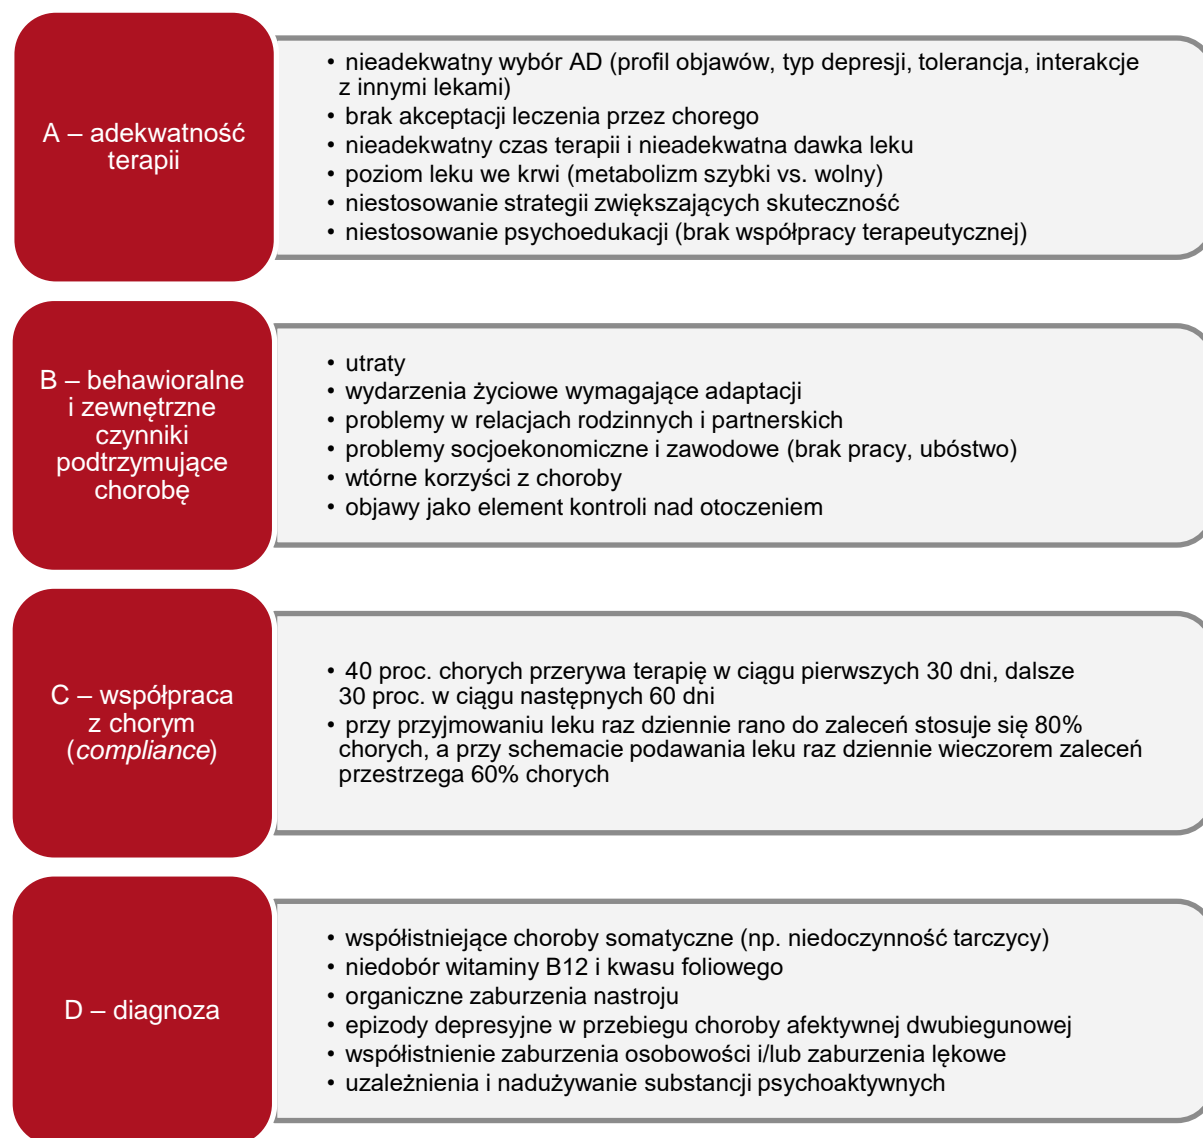 A – adekwatność
terapii
• nieadekwatny wybór AD (profil objawów, typ depresji, tolerancja, interakcje
z innymi lekami)
• brak akceptacji leczenia przez chorego
• nieadekwatny czas terapii i nieadekwatna dawka leku
• poziom leku we krwi (metabolizm szybki vs. wolny)
• niestosowanie strategii zwiększających skuteczność
• niestosowanie psychoedukacji (brak współpracy terapeutycznej)
B – behawioralne
i zewnętrzne
czynniki
podtrzymujące
chorobę
• utraty
• wydarzenia życiowe wymagające adaptacji
• problemy w relacjach rodzinnych i partnerskich
• problemy socjoekonomiczne i zawodowe (brak pracy, ubóstwo)
• wtórne korzyści z choroby
• objawy jako element kontroli nad otoczeniem
C – współpraca
z chorym
(compliance)
• 40 proc. chorych przerywa terapię w ciągu pierwszych 30 dni, dalsze
30 proc. w ciągu następnych 60 dni
• przy przyjmowaniu leku raz dziennie rano do zaleceń stosuje się 80%
chorych, a przy schemacie podawania leku raz dziennie wieczorem zaleceń
przestrzega 60% chorych
D – diagnoza
• współistniejące choroby somatyczne (np. niedoczynność tarczycy)
• niedobór witaminy B12 i kwasu foliowego
• organiczne zaburzenia nastroju
• epizody depresyjne w przebiegu choroby afektywnej dwubiegunowej
• współistnienie zaburzenia osobowości i/lub zaburzenia lękowe
• uzależnienia i nadużywanie substancji psychoaktywnych